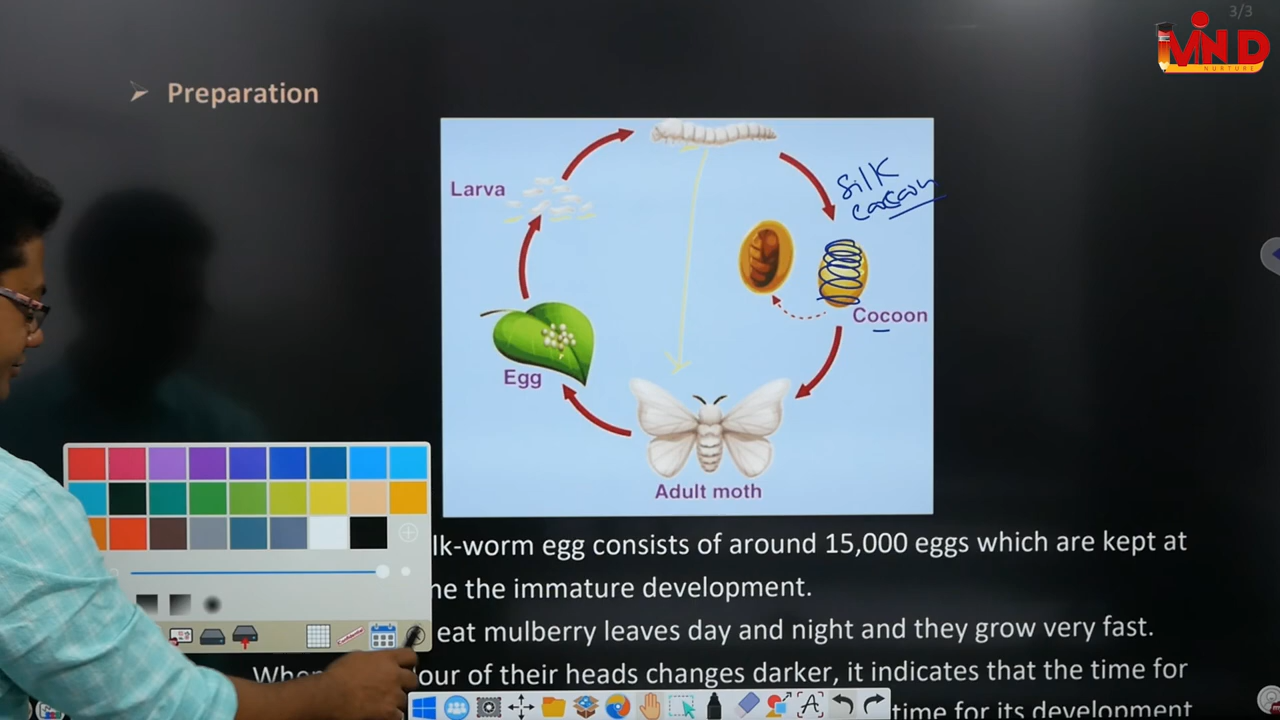 3/3
MIND
NURTURE
➤ Preparation
Larva
Silk
cocoon
Cocoon
Egg
Adult moth
lk-worm egg consists of around 15,000 eggs which are kept at
the immature development.
eat mulberry leaves day and night and they grow very fast.
our of their heads changes darker, it indicates that the time for
time for its development